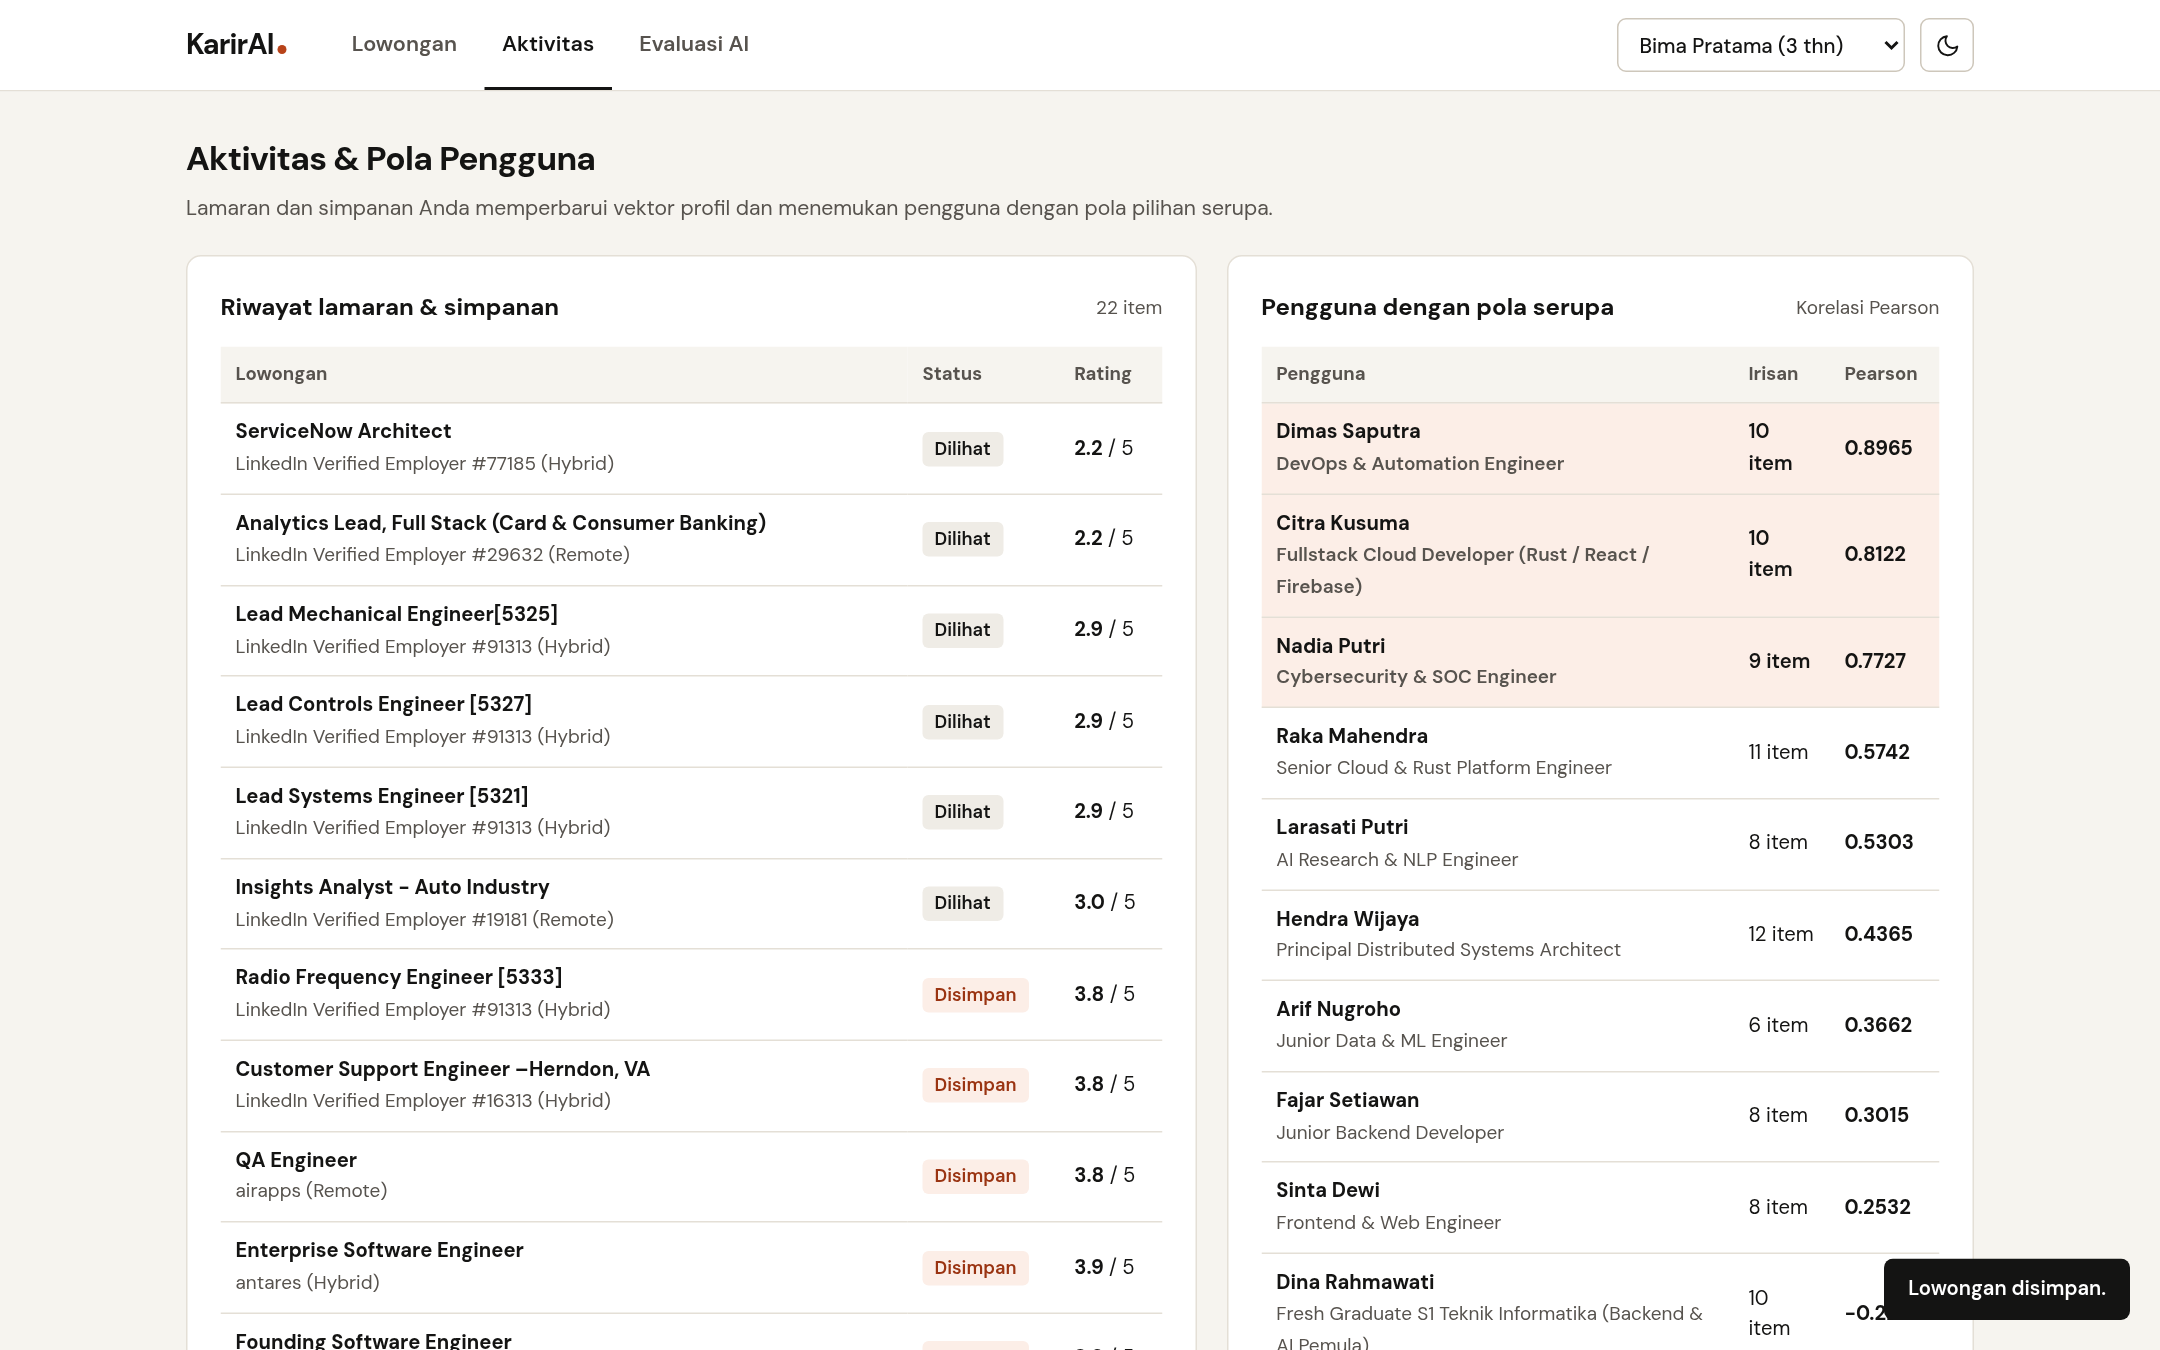 KarirAI.
Lowongan
Aktivitas
Evaluasi AI
Bima Pratama (3 thn)
Aktivitas & Pola Pengguna
Lamaran dan simpanan Anda memperbarui vektor profil dan menemukan pengguna dengan pola pilihan serupa.
Riwayat lamaran & simpanan
22 item
Lowongan Status Rating
ServiceNow Architect
LinkedIn Verified Employer #77185 (Hybrid)
Dilihat
2.2 / 5
Analytics Lead, Full Stack (Card & Consumer Banking)
LinkedIn Verified Employer #29632 (Remote)
Dilihat
2.2 / 5
Lead Mechanical Engineer[5325]
LinkedIn Verified Employer #91313 (Hybrid)
Dilihat
2.9 / 5
Lead Controls Engineer [5327]
LinkedIn Verified Employer #91313 (Hybrid)
Dilihat
2.9 / 5
Lead Systems Engineer [5321]
LinkedIn Verified Employer #91313 (Hybrid)
Dilihat
2.9 / 5
Insights Analyst - Auto Industry
LinkedIn Verified Employer #19181 (Remote)
Dilihat
3.0 / 5
Radio Frequency Engineer [5333]
LinkedIn Verified Employer #91313 (Hybrid)
Disimpan
3.8 / 5
Customer Support Engineer –Herndon, VA
LinkedIn Verified Employer #16313 (Hybrid)
Disimpan
3.8 / 5
QA Engineer
airapps (Remote)
Disimpan
3.8 / 5
Enterprise Software Engineer
antares (Hybrid)
Disimpan
3.9 / 5
Founding Software Engineer
Pengguna dengan pola serupa
Korelasi Pearson
Pengguna Irisan Pearson
Dimas Saputra
DevOps & Automation Engineer
10
item
0.8965
Citra Kusuma
Fullstack Cloud Developer (Rust / React /
Firebase)
10
item
0.8122
Nadia Putri
Cybersecurity & SOC Engineer
9 item
0.7727
Raka Mahendra
Senior Cloud & Rust Platform Engineer
11 item
0.5742
Larasati Putri
AI Research & NLP Engineer
8 item
0.5303
Hendra Wijaya
Principal Distributed Systems Architect
12 item
0.4365
Arif Nugroho
Junior Data & ML Engineer
6 item
0.3662
Fajar Setiawan
Junior Backend Developer
8 item
0.3015
Sinta Dewi
Frontend & Web Engineer
8 item
0.2532
Dina Rahmawati
Fresh Graduate S1 Teknik Informatika (Backend &
AI Pemula)
10
item
Lowongan disimpan.